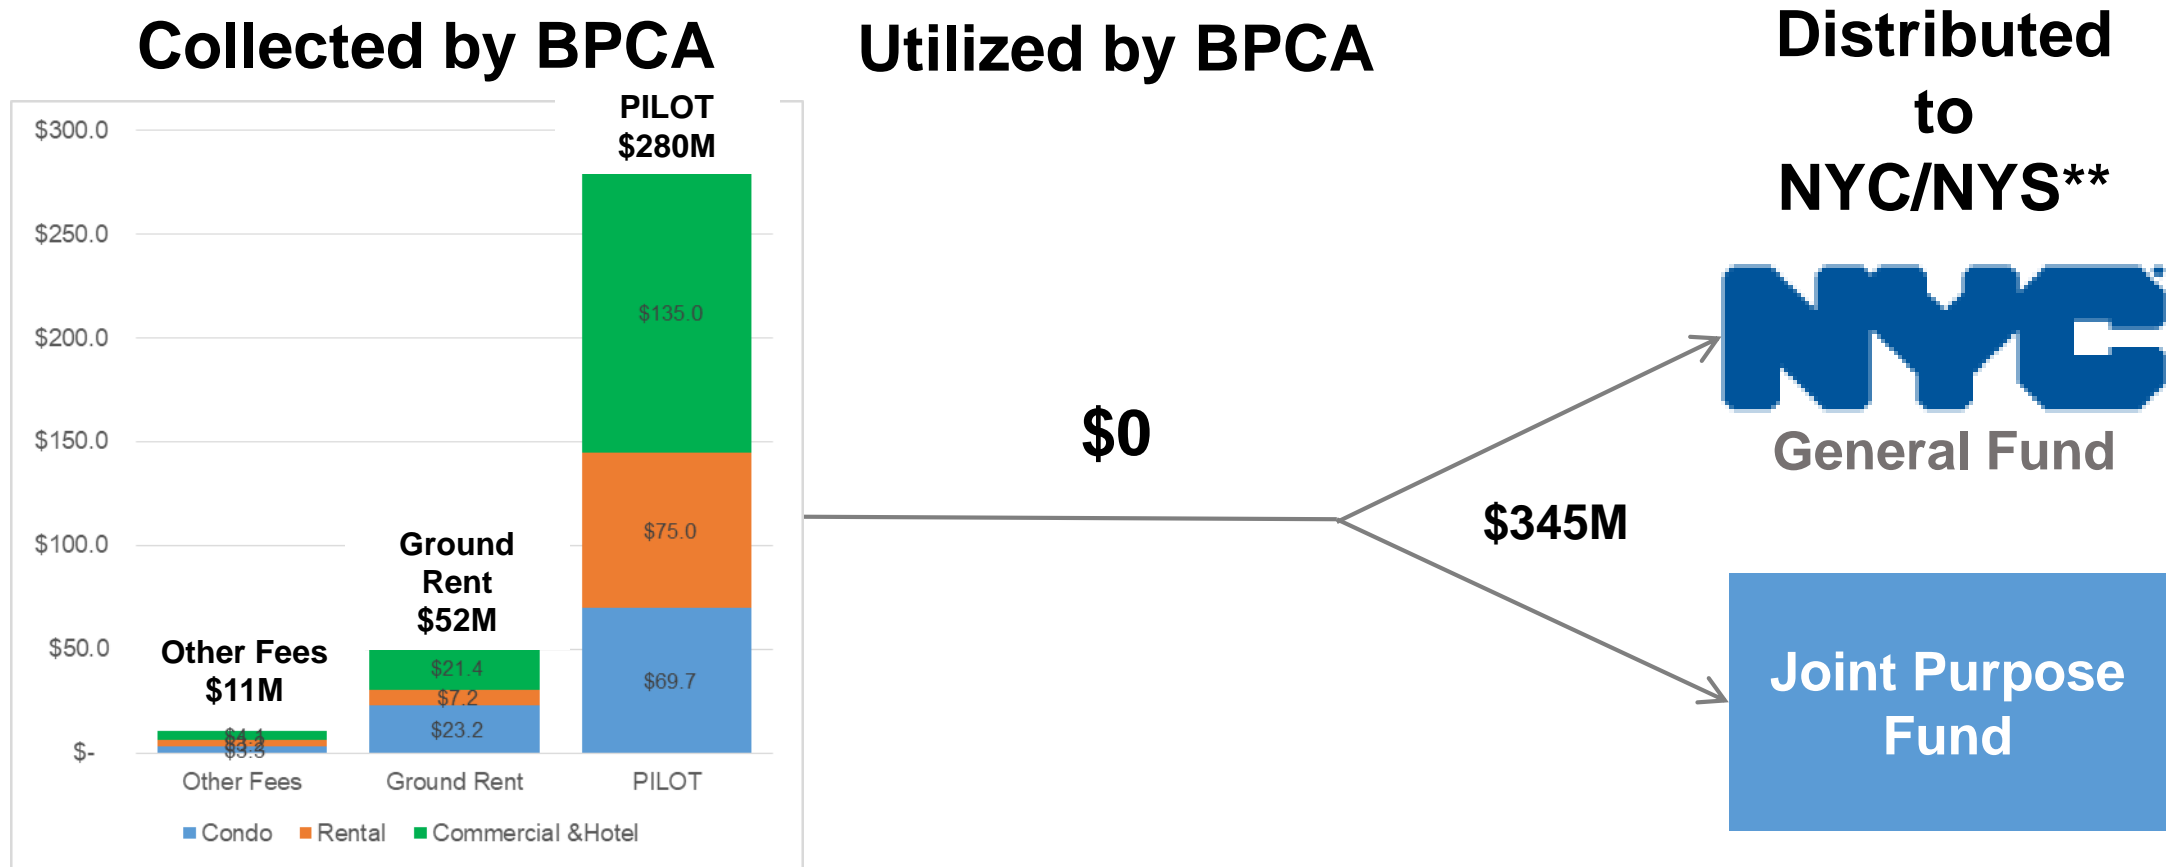 Collected by BPCA
Utilized by BPCA
Distributed
to
NYC/NYS**
PILOT
$280M
$300.0
$250.0
$200.0
$150.0
$100.0
$50.0
$-
$135.0
$75.0
$69.7
Ground
Rent
$52M
$21.4
$7.2
$23.2
Other Fees
$11M
Other Fees
Ground Rent
PILOT
Condo
Rental
Commercial &Hotel
$0
$345M
NYC
General Fund
Joint Purpose
Fund